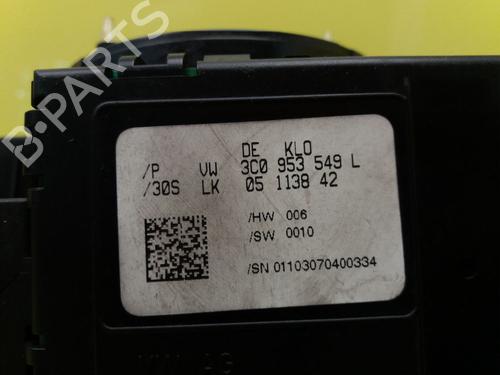 B-PARTS
DE KLO
/P VW 3C0 953 549 L
/30S LK 05 1138 42
/HW 006
/SW 0010
/SN 01103070400334